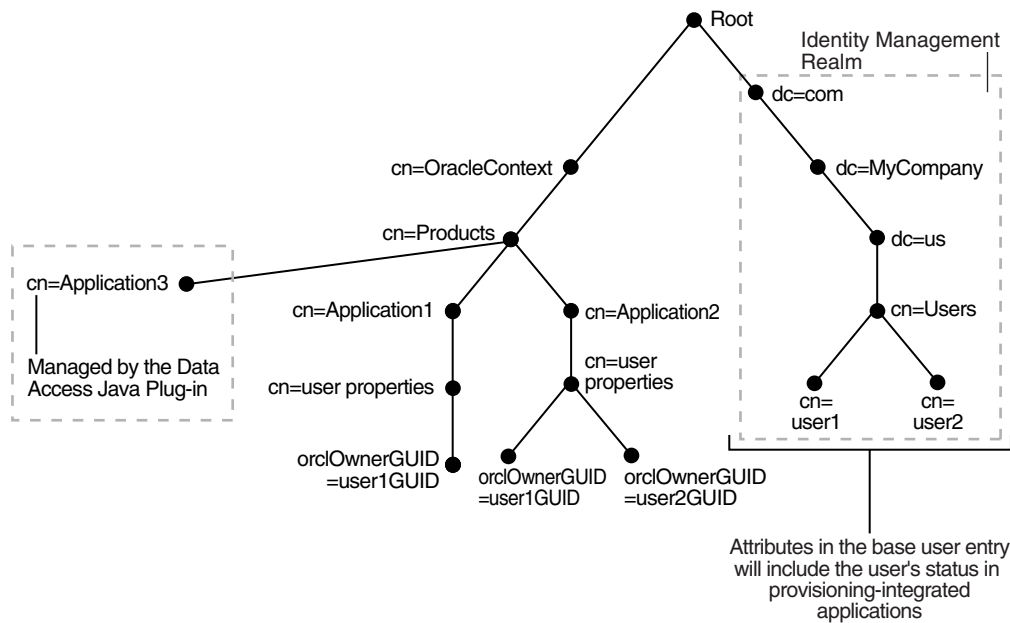 Root
Identity Management
Realm
dc=com
cn=OracleContext
dc=MyCompany
cn=Products
dc=us
cn=Application3
cn=Application1
cn=Application2
cn=Users
Managed by the Data
Access Java Plug-in
cn=user properties
cn=user
properties
cn=
user1
cn=
user2
orclOwnerGUID
=user1GUID
orclOwnerGUID
=user1GUID
orclOwnerGUID
=user2GUID
Attributes in the base user entry
will include the user's status in
provisioning-integrated
applications